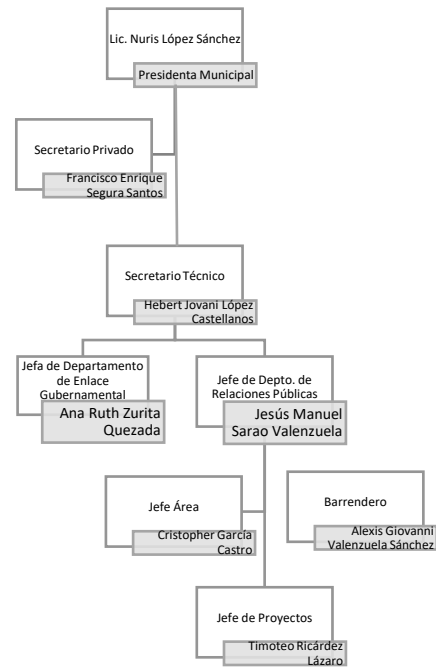 Lic. Nuris López Sánchez
Presidenta Municipal
Secretario Privado
Francisco Enrique
Segura Santos
Secretario Técnico
Hebert Jovani López
Castellanos
Jefa de Departamento
de Enlace
Gubernamental
Ana Ruth Zurita
Quezada
Jefe de Depto. de
Relaciones Públicas
Jesús Manuel
Sarao Valenzuela
Jefe Área
Cristopher García
Castro
Barrendero
Alexis Giovanni
Valenzuela Sánchez
Jefe de Proyectos
Timoteo Ricárdez
Lázaro